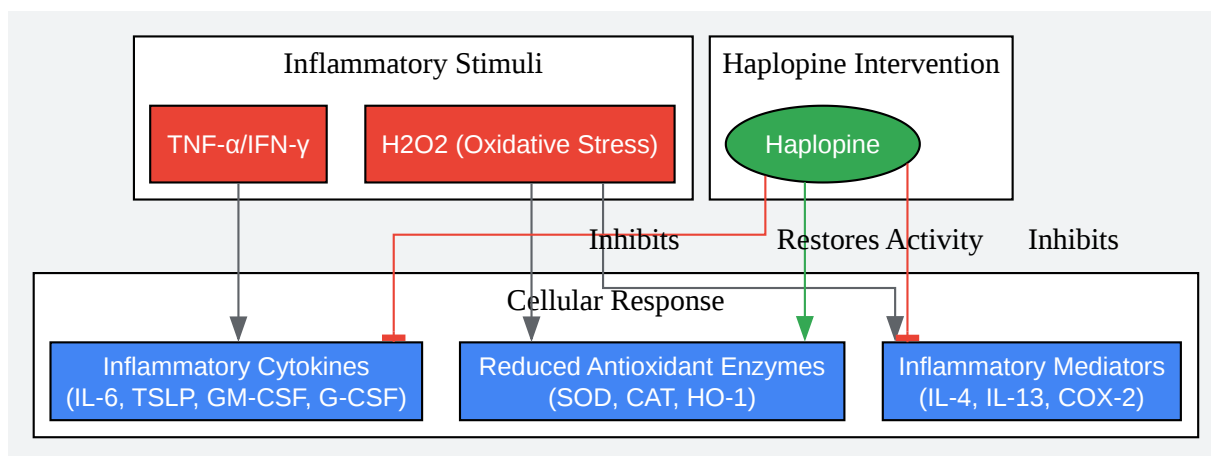 Inflammatory Stimuli
Haplopine Intervention
TNF-α/IFN-γ
H2O2 (Oxidative Stress)
Haplopine
Inhibits
Restores Activity
Inhibits
Cellular Response
Inflammatory Cytokines
(IL-6, TSLP, GM-CSF, G-CSF)
Reduced Antioxidant Enzymes
(SOD, CAT, HO-1)
Inflammatory Mediators
(IL-4, IL-13, COX-2)